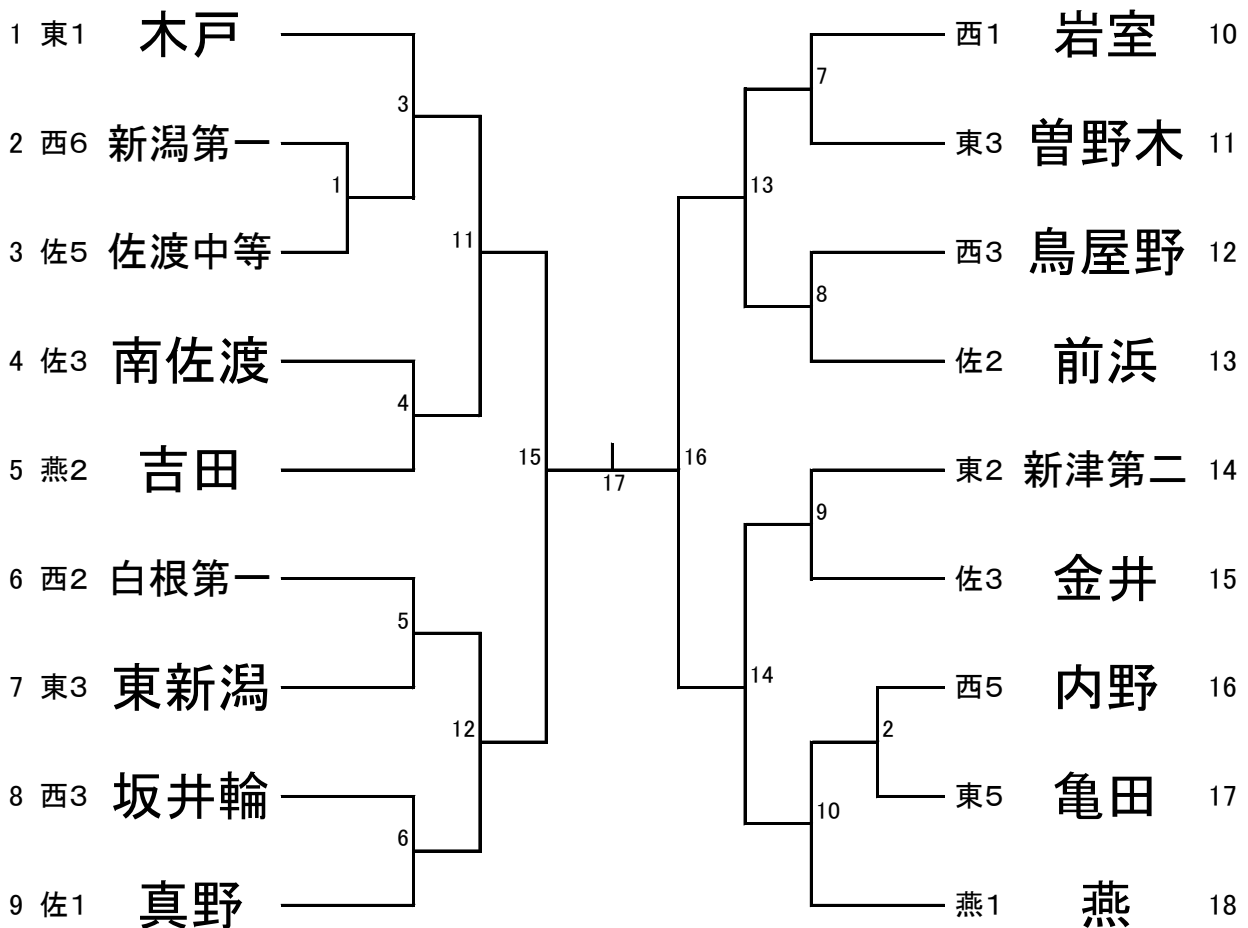 1 東1 木戸
3
2 西6 新潟第一
1
3 佐5 佐渡中等
11
4 佐3 南佐渡
4
5 燕2 吉田
15
17
6 西2 白根第一
5
7 東3 東新潟
12
8 西3 坂井輪
6
9 佐1 真野
西1 岩室 10
7
東3 曽野木 11
13
西3 鳥屋野 12
8
佐2 前浜 13
16
東2 新津第二 14
9
佐3 金井 15
14
西5 内野 16
2
東5 亀田 17
10
燕1 燕 18